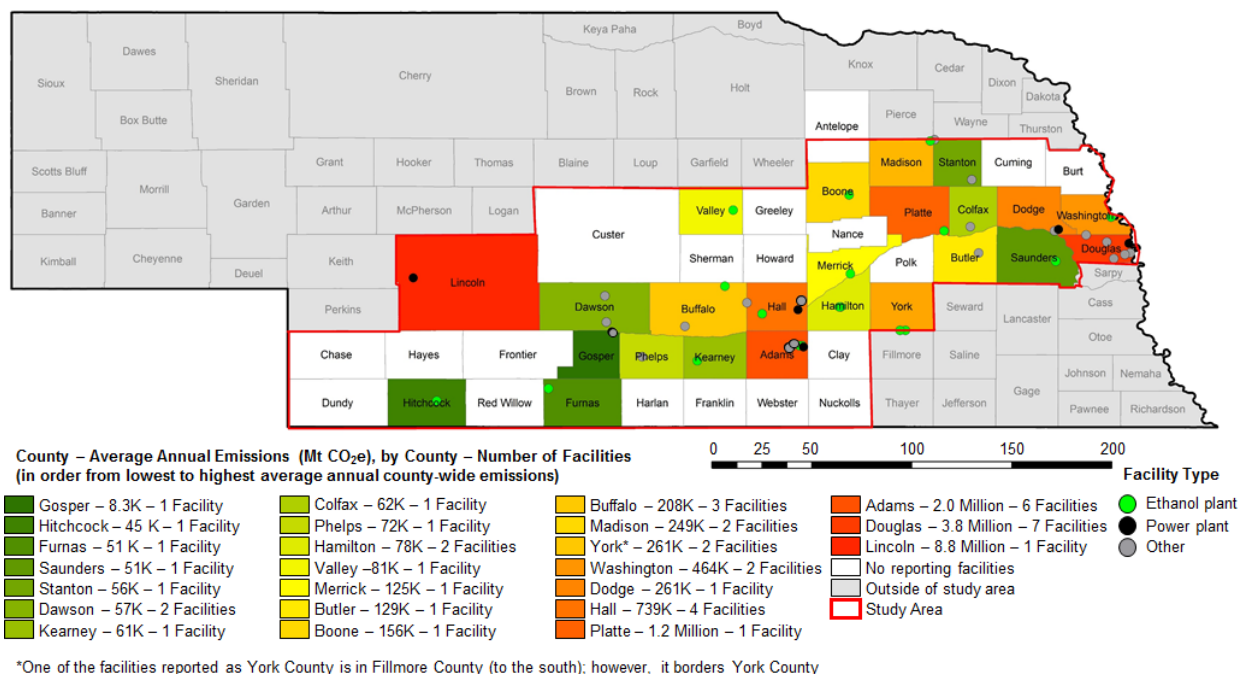 Keya Paha Boyd
Dawes Knox Cedar
Sioux Sheridan Cherry Dixon
Brown Rock Holt Dakota
Box Butte Antelope Pierce Wayne Thurston
Scotts Bluff Grant Hooker Thomas Blaine Loup Garfield Wheeler Madison Stanton Cuming Burt
Morrill Boone
Banner Garden Arthur McPherson Logan Valley Greeley Platte Colfax Dodge Washington
Custer Nance
Kimball Cheyenne Keith Sherman Howard Merrick Polk Butler Saunders Douglas
Deuel Lincoln Sarpy
Perkins Dawson Buffalo Hall Hamilton York Seward Lancaster Cass
Otoe
Chase Hayes Frontier Gosper Phelps Kearney Adams Clay Fillmore Saline
Johnson Nemaha
Gage
Dundy Hitchcock Red Willow Furnas Harlan Franklin Webster Nuckolls Thayer Jefferson Pawnee Richardson
County – Average Annual Emissions (Mt CO₂e), by County – Number of Facilities
(in order from lowest to highest average annual county-wide emissions)
0 25 50 100 150 200
Gosper – 8.3K – 1 Facility
Hitchcock – 45 K – 1 Facility
Furnas – 51 K – 1 Facility
Saunders – 51K – 1 Facility
Stanton – 56K – 1 Facility
Dawson – 57K – 2 Facilities
Kearney – 61K – 1 Facility
Colfax – 62K – 1 Facility
Phelps – 72K – 1 Facility
Hamilton – 78K – 2 Facilities
Valley –81K – 1 Facility
Merrick – 125K – 1 Facility
Butler – 129K – 1 Facility
Boone – 156K – 1 Facility
Buffalo – 208K – 3 Facilities
Madison – 249K – 2 Facilities
York* – 261K – 2 Facilities
Washington – 464K – 2 Facilities
Dodge – 261K – 1 Facility
Hall – 739K – 4 Facilities
Platte – 1.2 Million – 1 Facility
Adams – 2.0 Million – 6 Facilities
Douglas – 3.8 Million – 7 Facilities
Lincoln – 8.8 Million – 1 Facility
No reporting facilities
Outside of study area
Study Area
Facility Type
Ethanol plant
Power plant
Other
*One of the facilities reported as York County is in Fillmore County (to the south); however, it borders York County